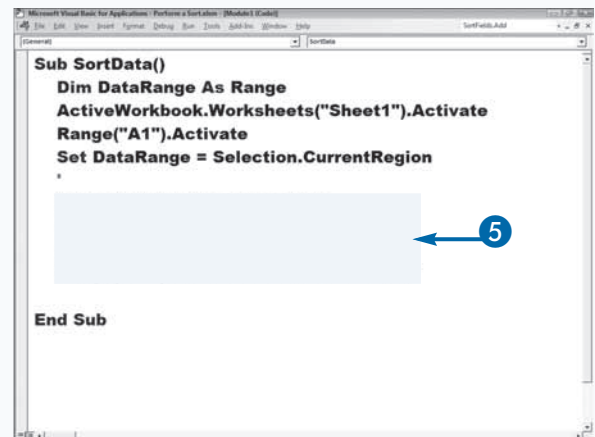 Microsoft Visual Basic for Applications - Perform a Sort.xlsm - [Module1 (Code)]
File Edit View Insert Format Debug Run Tools Add-Ins Window Help SortFields.Add
(General) SortData
Sub SortData()
Dim DataRange As Range
ActiveWorkbook.Worksheets("Sheet1").Activate
Range("A1").Activate
Set DataRange = Selection.CurrentRegion
'
5
End Sub